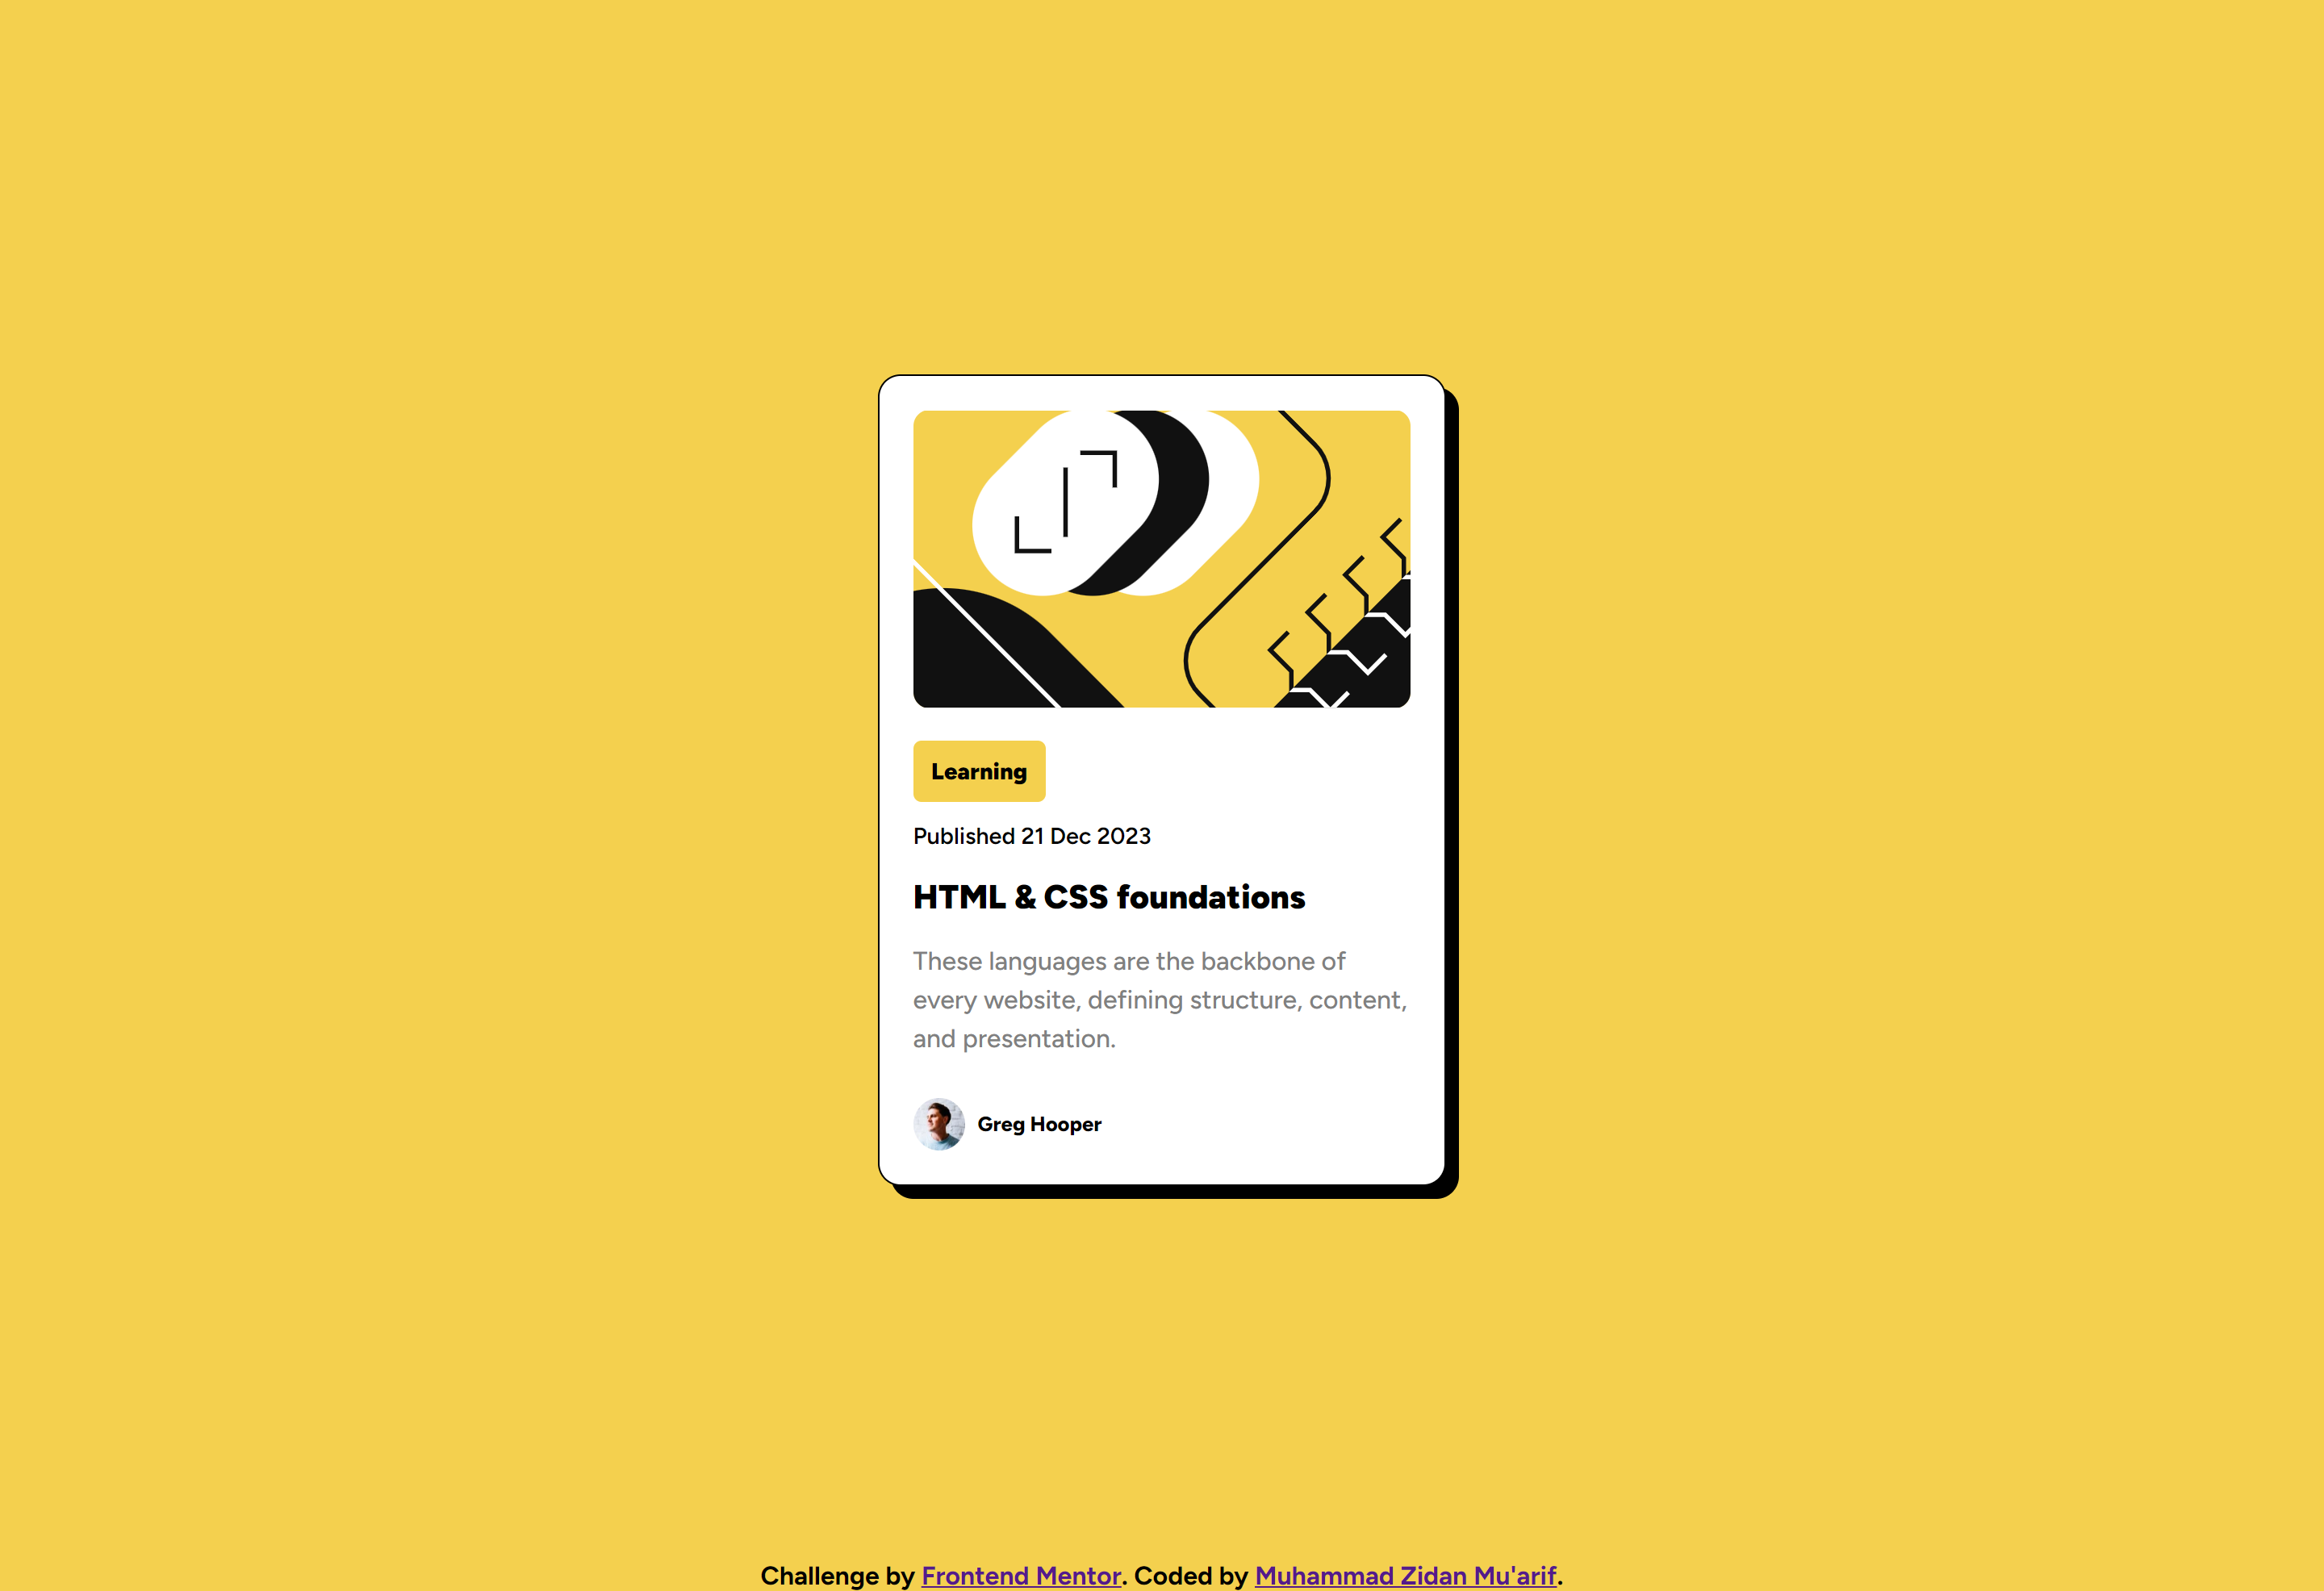 Learning
Published 21 Dec 2023
HTML & CSS foundations
These languages are the backbone of
every website, defining structure, content,
and presentation.
Greg Hooper
Challenge by Frontend Mentor. Coded by Muhammad Zidan Mu'arif.